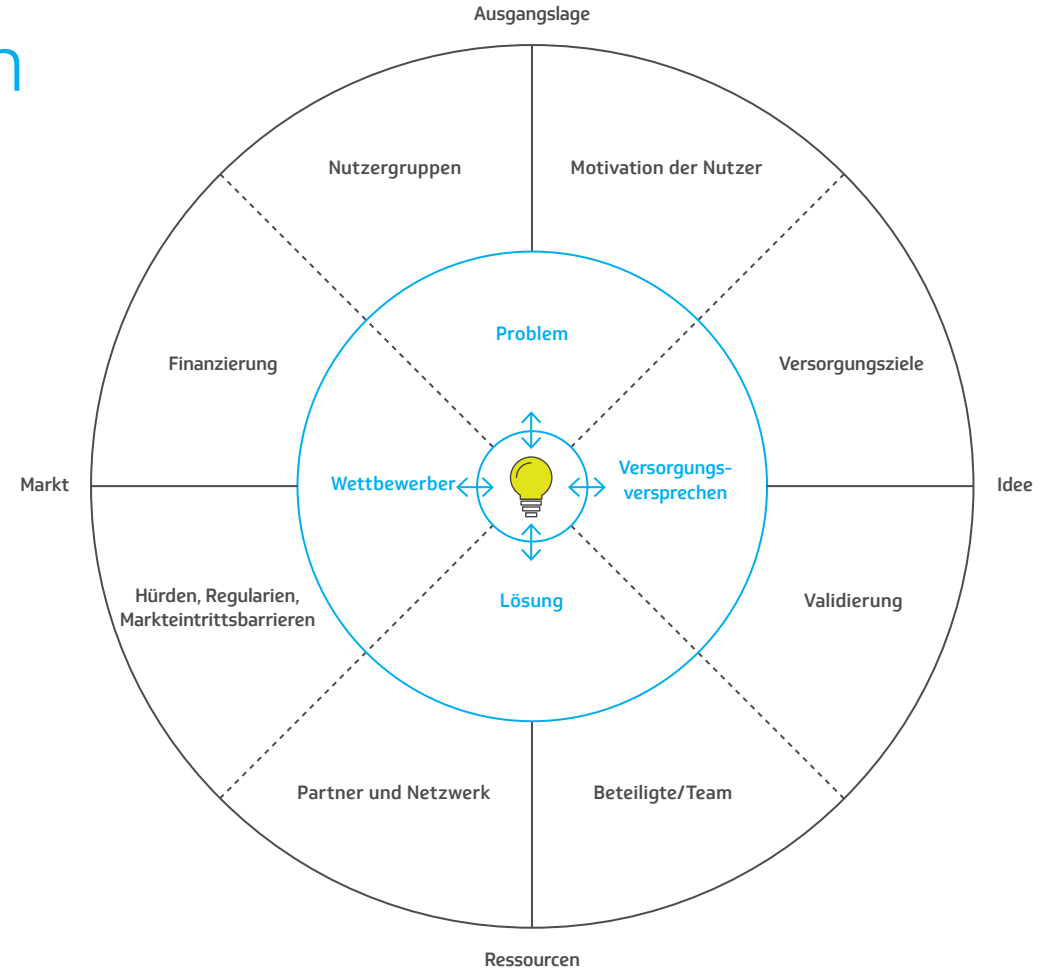 Ausgangslage
n
Nutzergruppen
Motivation der Nutzer
Problem
Finanzierung
Versorgungsziele
Markt
Wettbewerber
Versorgungs-
versprechen
Idee
Hürden, Regularien,
Markteintrittsbarrieren
Lösung
Validierung
Partner und Netzwerk
Beteiligte/Team
Ressourcen